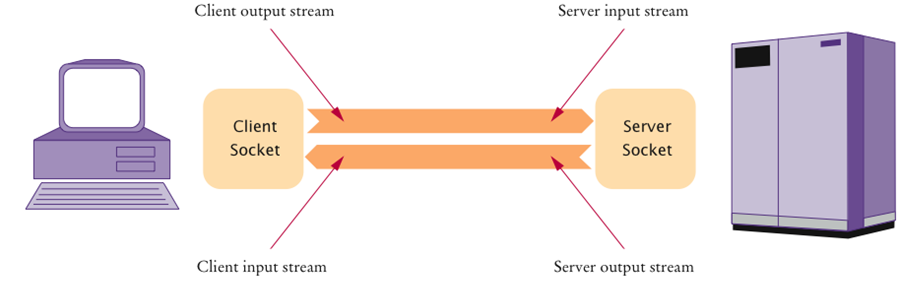 Client output stream
Server input stream
Client
Socket
Server
Socket
Client input stream
Server output stream